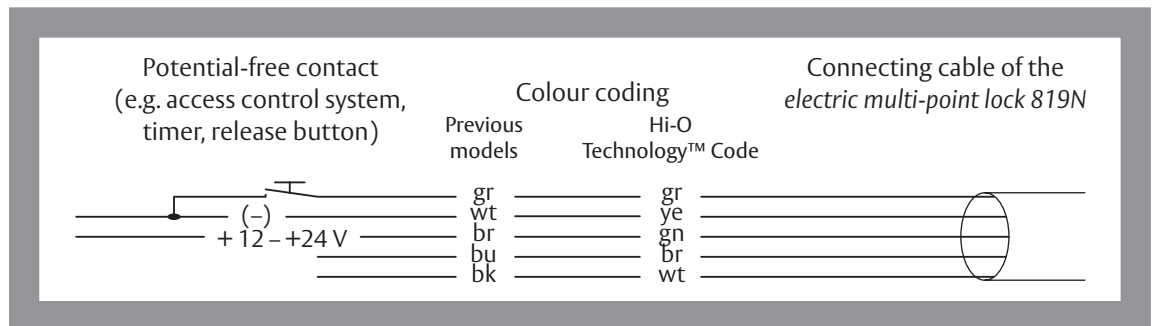 Potential-free contact
(e.g. access control system,
timer, release button)
Colour coding
Previous
models
Hi-O
Technology™ Code
Connecting cable of the
electric multi-point lock 819N
gr gr
(–) wt ye
+ 12 – +24 V br gn
bu br
bk wt